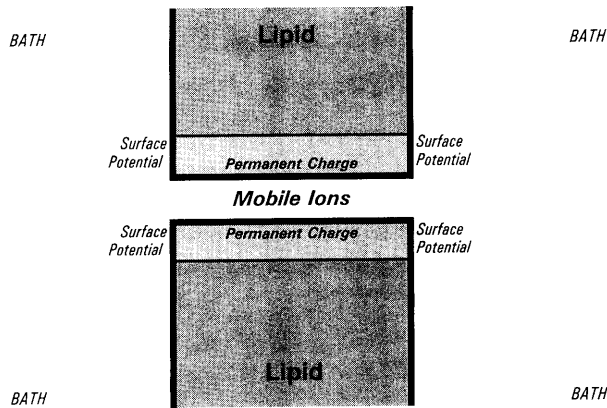 BATH
Lipid
BATH
Surface
Potential
Permanent Charge
Surface
Potential
Mobile Ions
Surface
Potential
Permanent Charge
Surface
Potential
Lipid
BATH
BATH